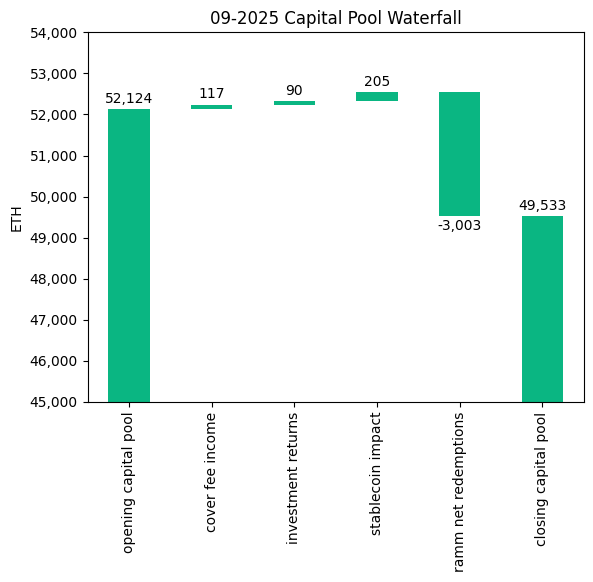 09-2025 Capital Pool Waterfall
54,000
53,000
52,000
51,000
50,000
49,000
48,000
47,000
46,000
45,000
ETH
52,124
117
90
205
-3,003
49,533
opening capital pool
cover fee income
investment returns
stablecoin impact
ramm net redemptions
closing capital pool